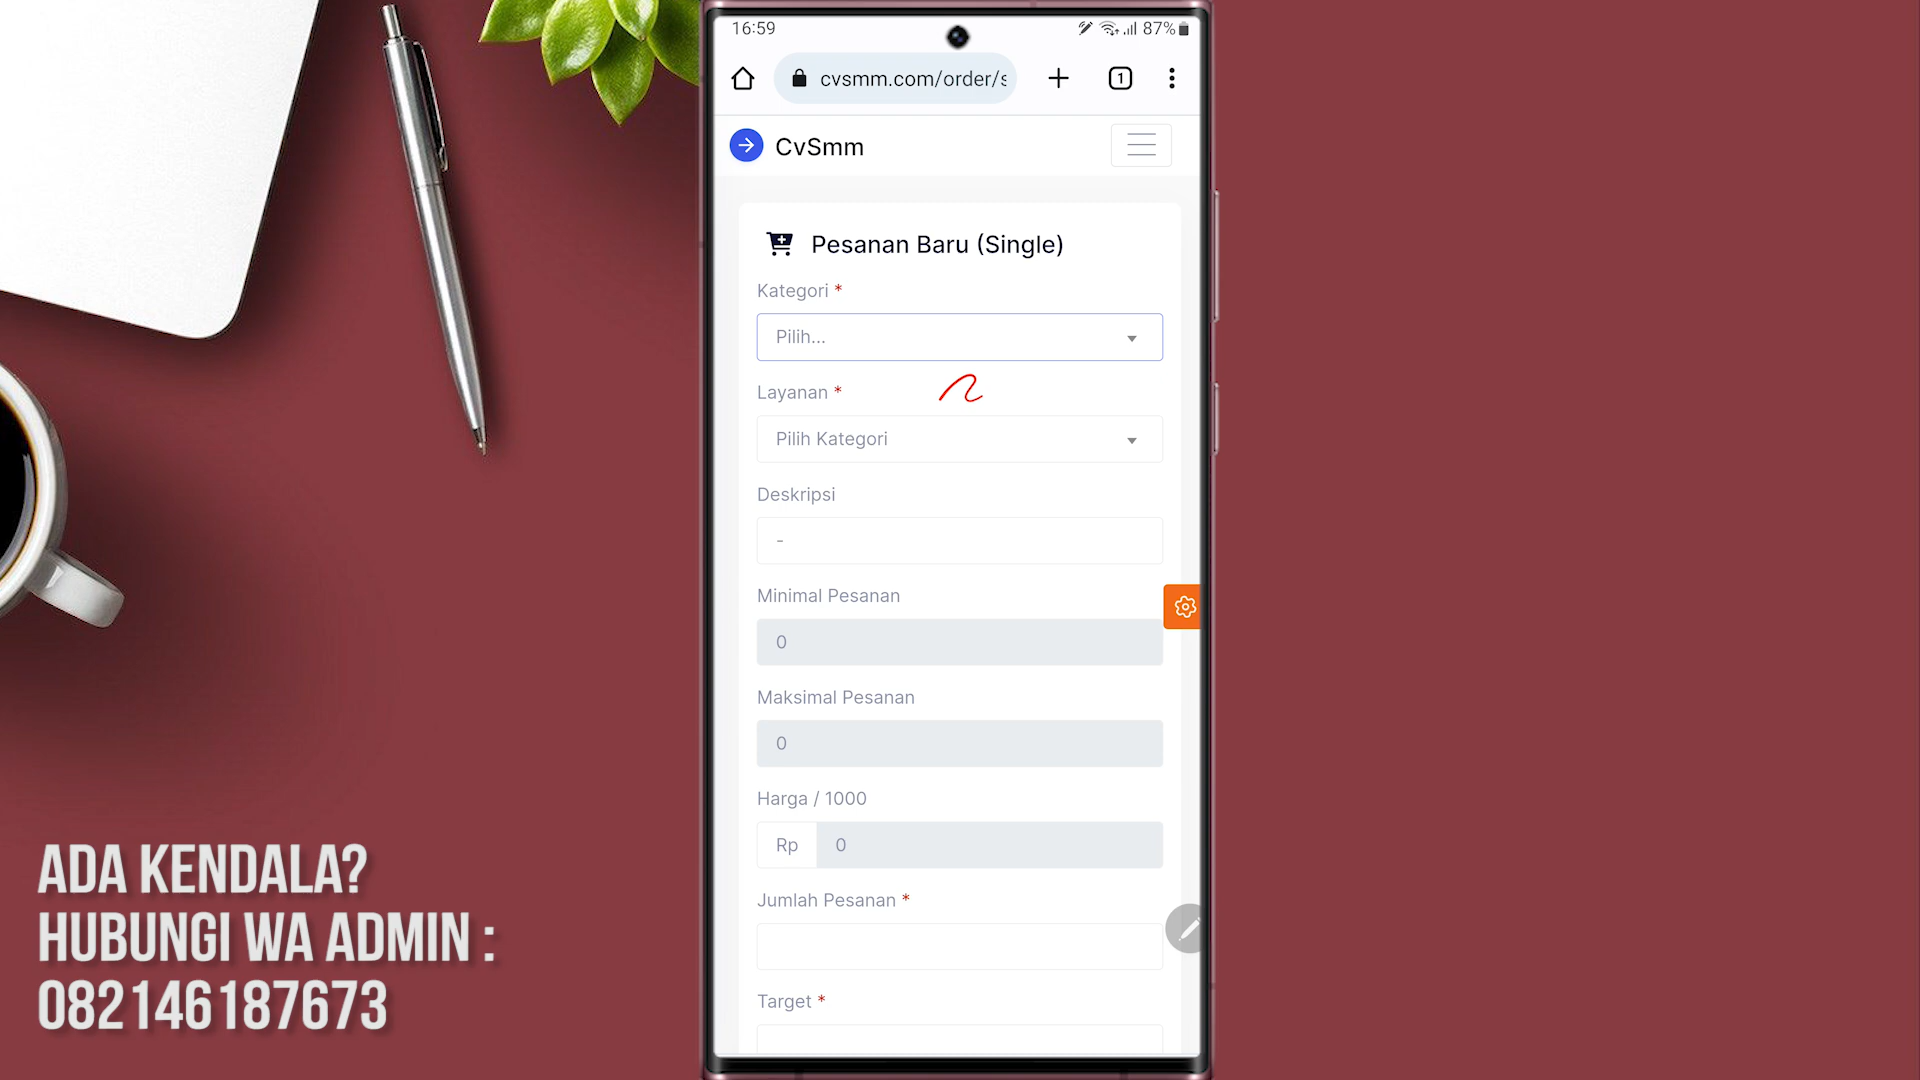 16:59
87%
cvsmm.com/order/s
1
CvSmm
Pesanan Baru (Single)
Kategori *
Pilih...
Layanan *
Pilih Kategori
Deskripsi
-
Minimal Pesanan
0
Maksimal Pesanan
0
Harga / 1000
Rp 0
Jumlah Pesanan *
Target *
ADA KENDALA?
HUBUNGI WA ADMIN :
082146187673